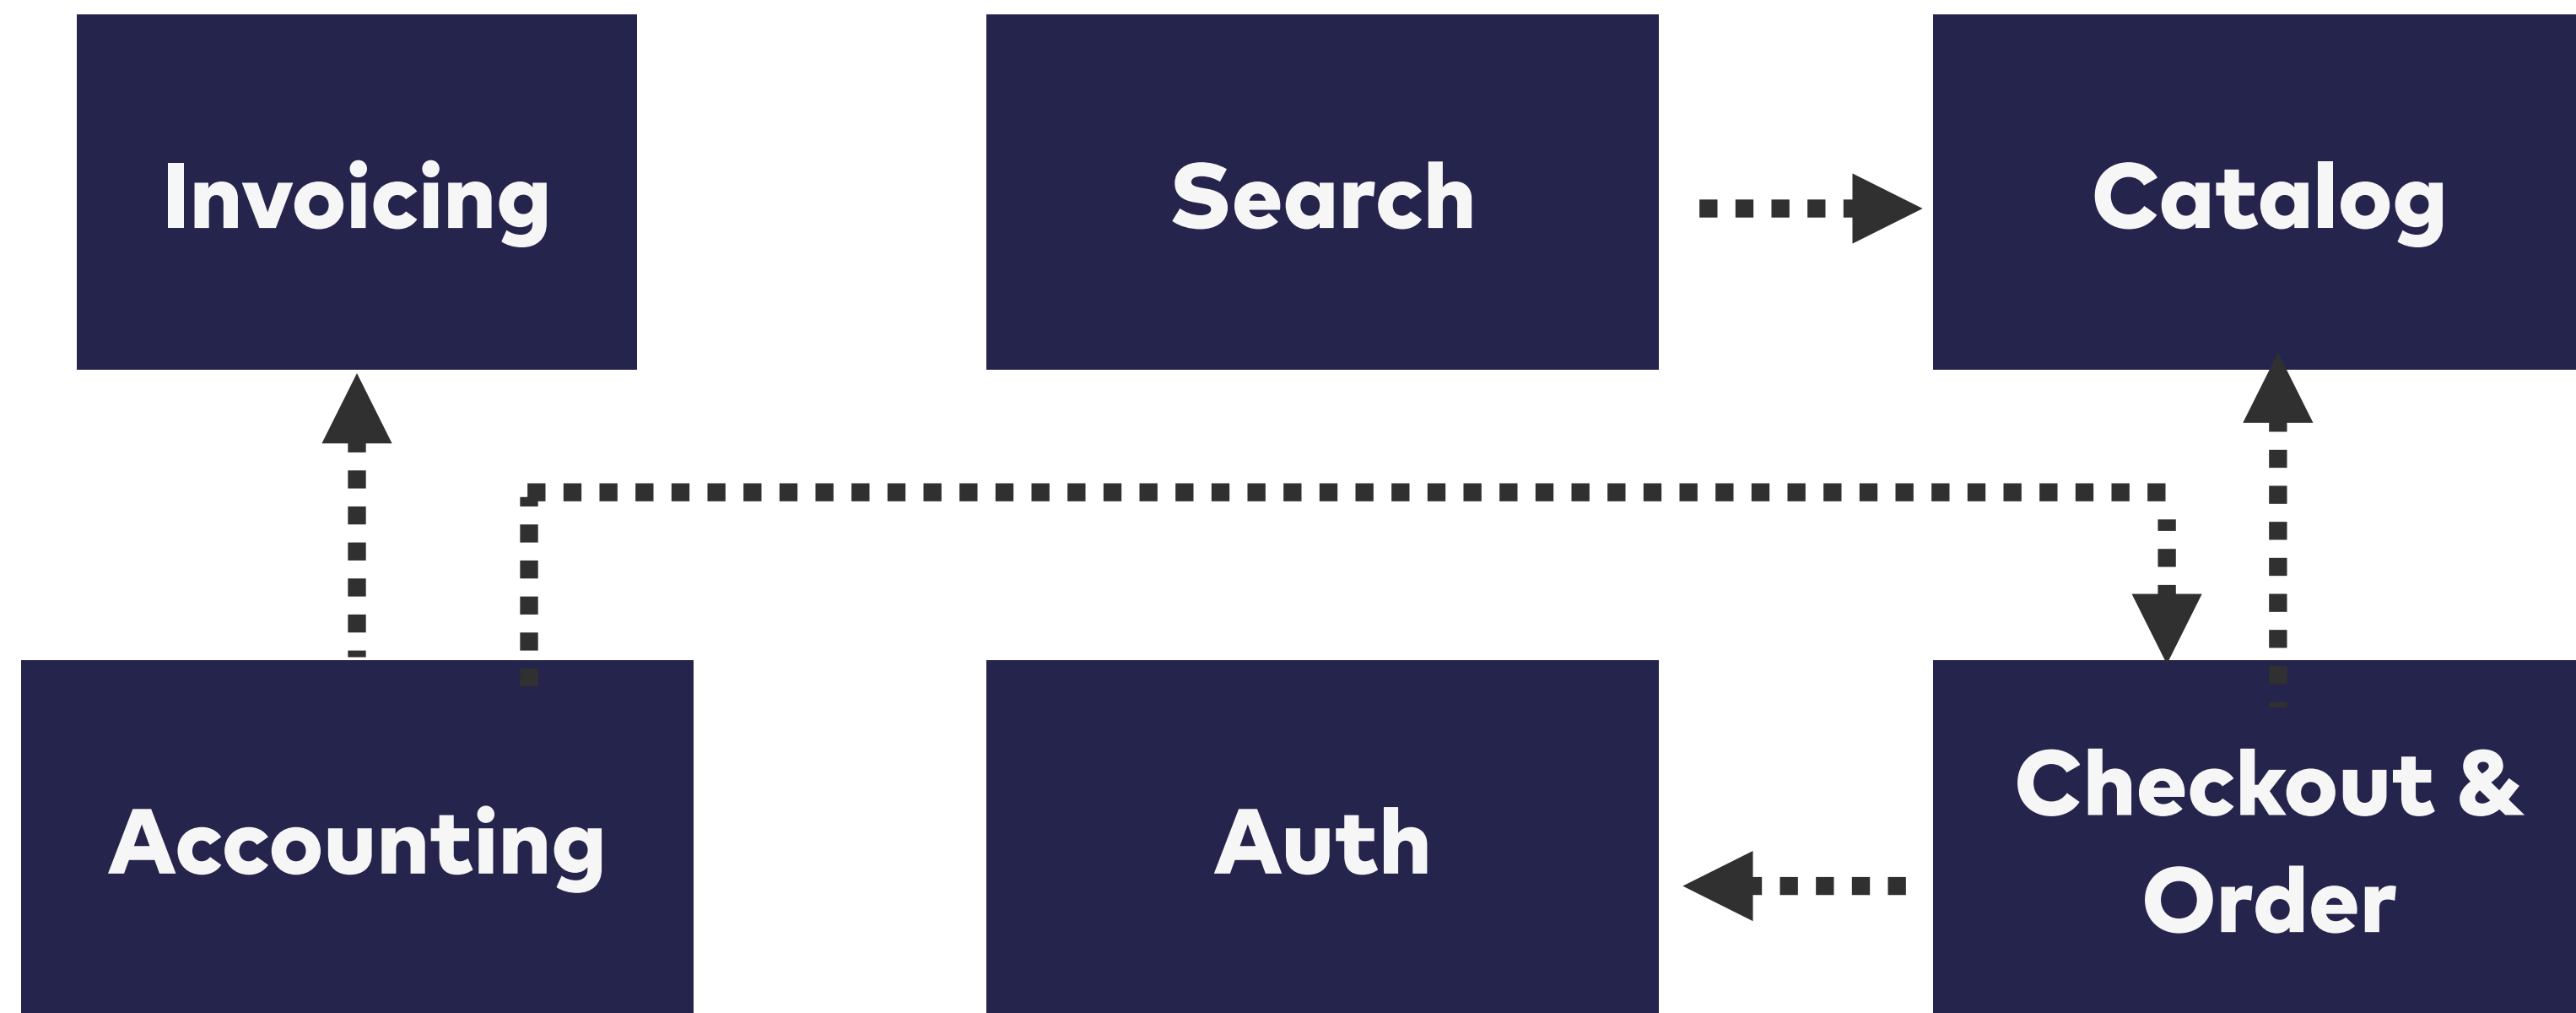 Invoicing
Search
Catalog
Accounting
Auth
Checkout &
Order